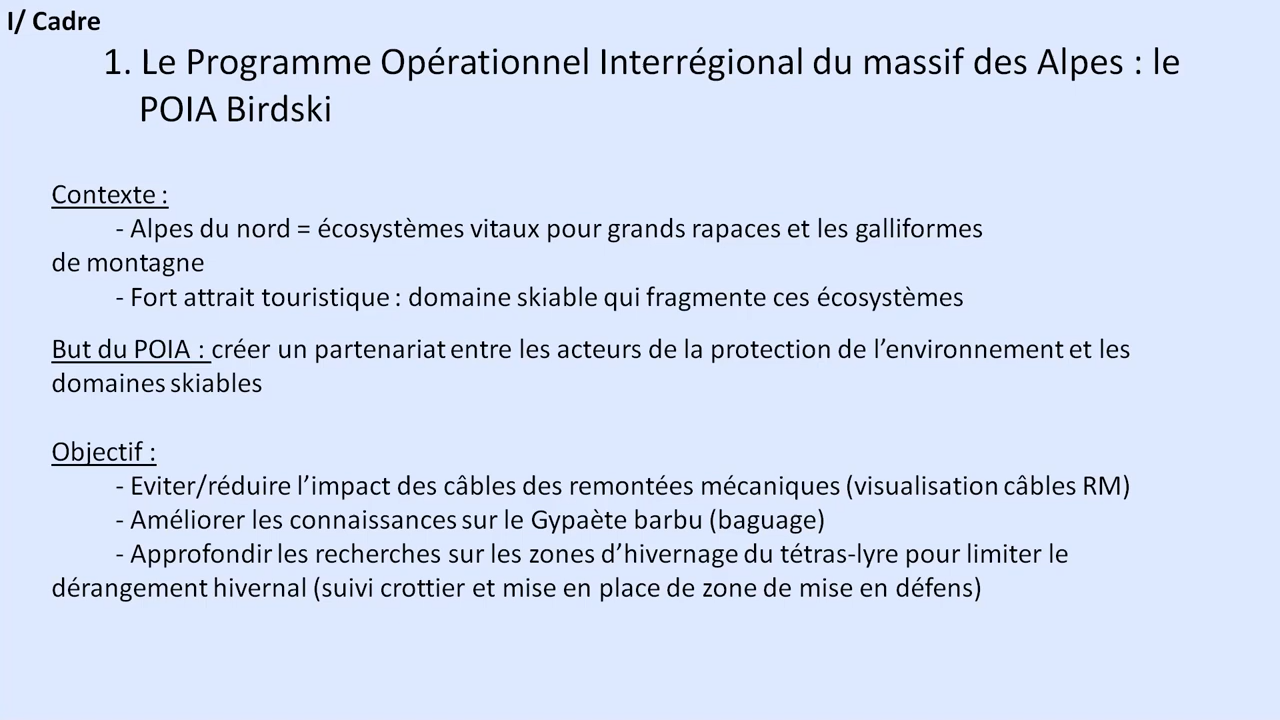 I/ Cadre
1. Le Programme Opérationnel Interrégional du massif des Alpes : le
POIA Birdski
Contexte :
- Alpes du nord = écosystèmes vitaux pour grands rapaces et les galliformes
de montagne
- Fort attrait touristique : domaine skiable qui fragmente ces écosystèmes
But du POIA : créer un partenariat entre les acteurs de la protection de l’environnement et les
domaines skiables
Objectif :
- Eviter/réduire l’impact des câbles des remontées mécaniques (visualisation câbles RM)
- Améliorer les connaissances sur le Gypaète barbu (baguage)
- Approfondir les recherches sur les zones d’hivernage du tétras-lyre pour limiter le
dérangement hivernal (suivi crottier et mise en place de zone de mise en défens)